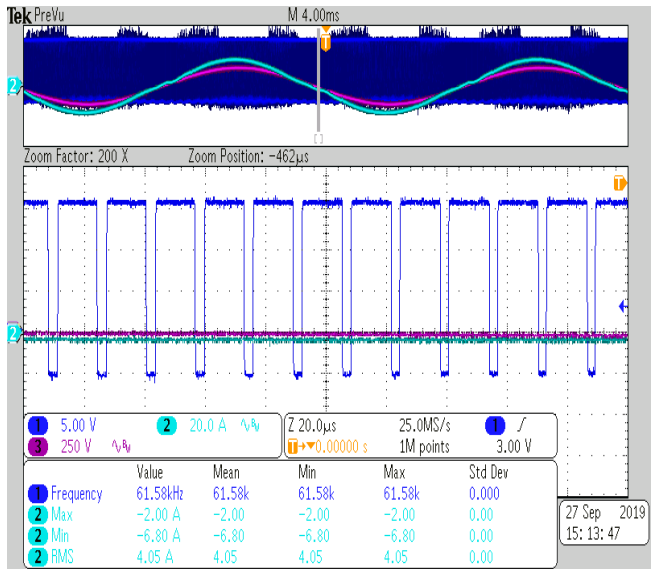 Tek PreVu M 4.00ms
T
2
[ ]
Zoom Factor: 200 X Zoom Position: -462µs
T
2
1 5.00 V 2 20.0 A Z 20.0µs 25.0MS/s 1
3 250 V T→▼0.00000 s 1M points 3.00 V
Value Mean Min Max Std Dev
1 Frequency 61.58kHz 61.58k 61.58k 61.58k 0.000
2 Max -2.00 A -2.00 -2.00 -2.00 0.00
2 Min -6.80 A -6.80 -6.80 -6.80 0.00
2 RMS 4.05 A 4.05 4.05 4.05 0.00
27 Sep 2019
15: 13: 47